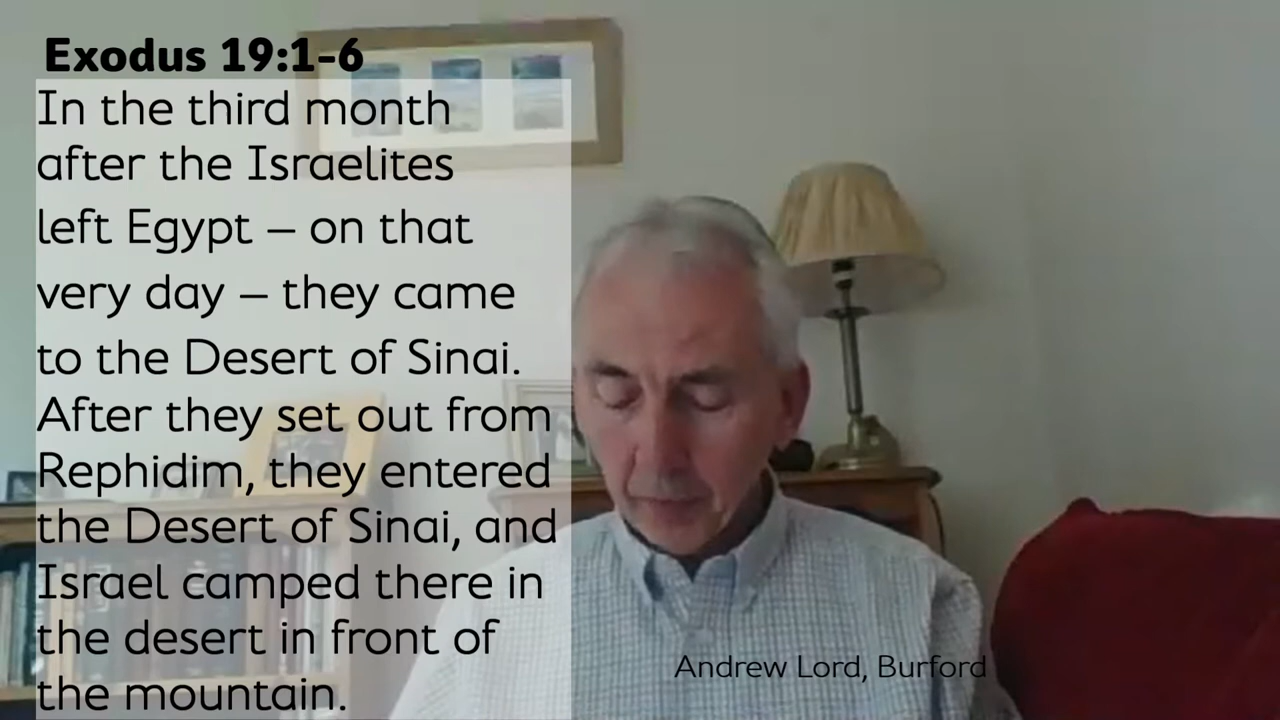 Exodus 19:1-6
In the third month
after the Israelites
left Egypt – on that
very day – they came
to the Desert of Sinai.
After they set out from
Rephidim, they entered
the Desert of Sinai, and
Israel camped there in
the desert in front of
the mountain.
Andrew Lord, Burford